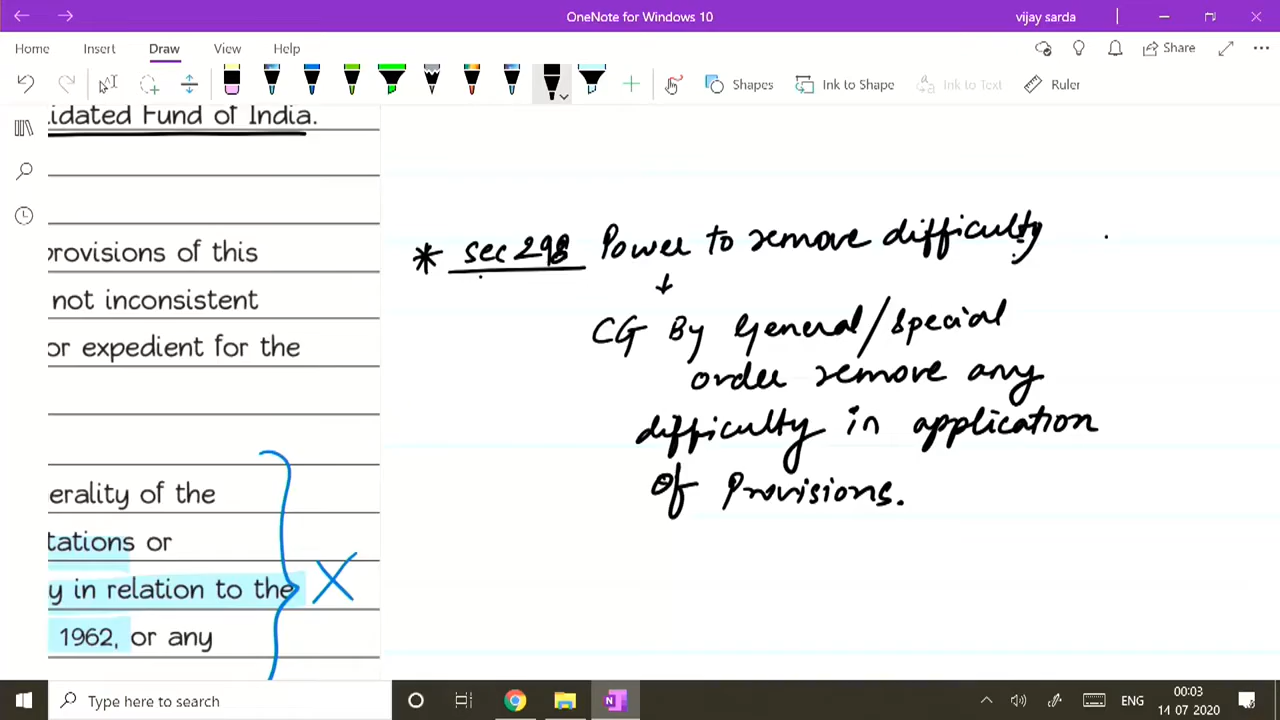 OneNote for Windows 10
vijay sarda
Home
Insert
Draw
View
Help
Share
Shapes
Ink to Shape
Ink to Text
Ruler
idated Fund of India.
provisions of this
not inconsistent
or expedient for the
erality of the
tations or
y in relation to the
1962, or any
X
* Sec 298 Power to remove difficulty
↓
CG By General/Special
order remove any
difficulty in application
of Provisions.
Type here to search
ENG
00:03
14-07-2020